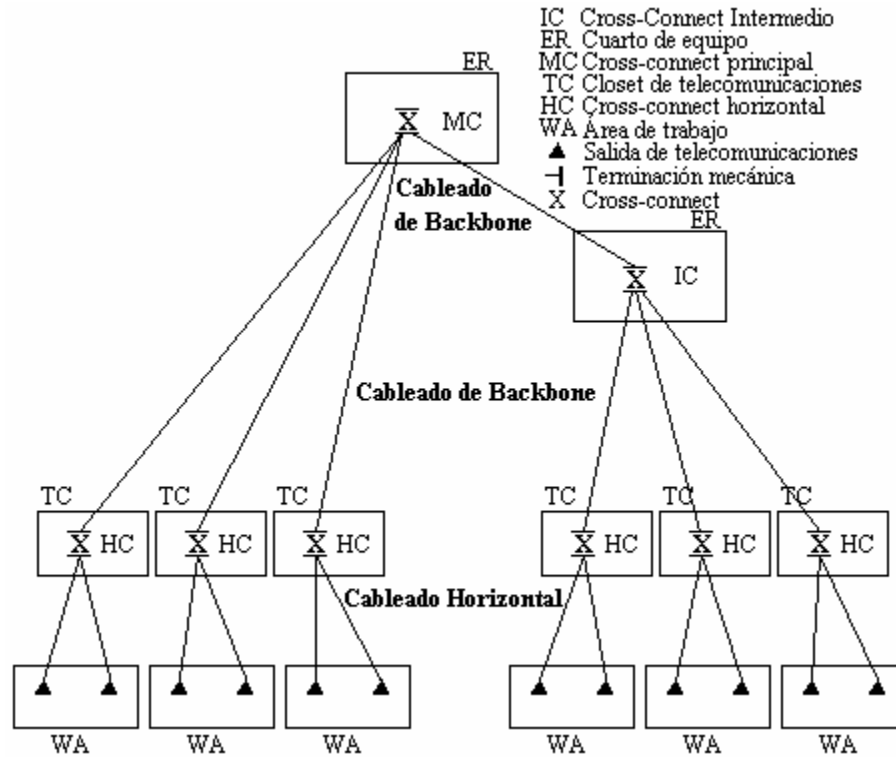 IC Cross-Connect Intermedio
ER Cuarto de equipo
MC Cross-connect principal
TC Closet de telecomunicaciones
HC Cross-connect horizontal
WA Área de trabajo
Salida de telecomunicaciones
Terminación mecánica
X Cross-connect
ER
X MC
Cableado
de Backbone
ER
X IC
Cableado de Backbone
TC TC TC TC TC TC
X HC X HC X HC X HC X HC X HC
Cableado Horizontal
WA WA WA WA WA WA